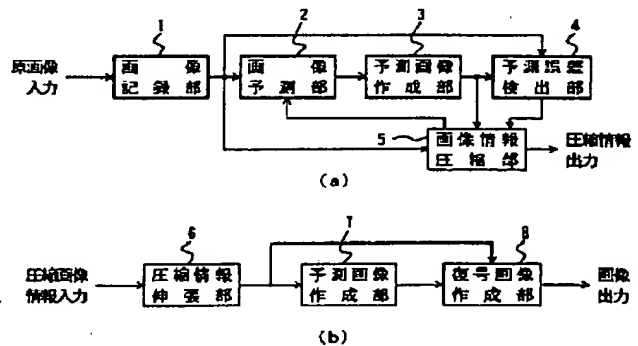 1
2
3
4
原画像
入力
画像
記録部
画像
予測部
予測画像
作成部
予測誤差
検出部
5
画像情報
圧縮部
圧縮情報
出力
(a)
6
7
8
圧縮画像
情報入力
圧縮情報
伸張部
予測画像
作成部
復号画像
作成部
画像
出力
(b)